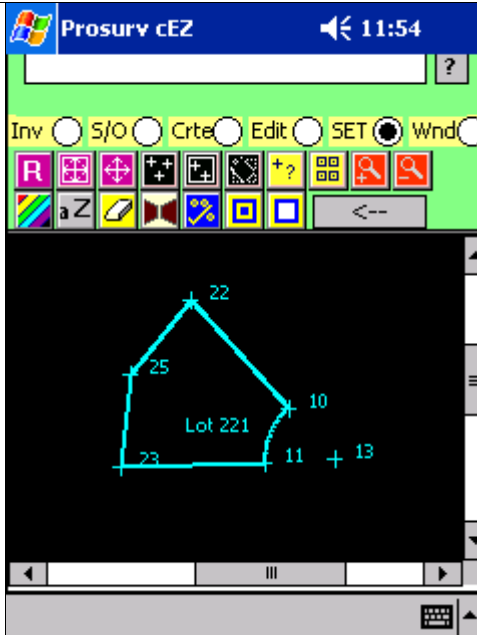 Prosurv cEZ 11:54
?
Inv S/O Crte Edit SET Wnd
R + ?
aZ % <--
22
25
10
Lot 221
23 11 13